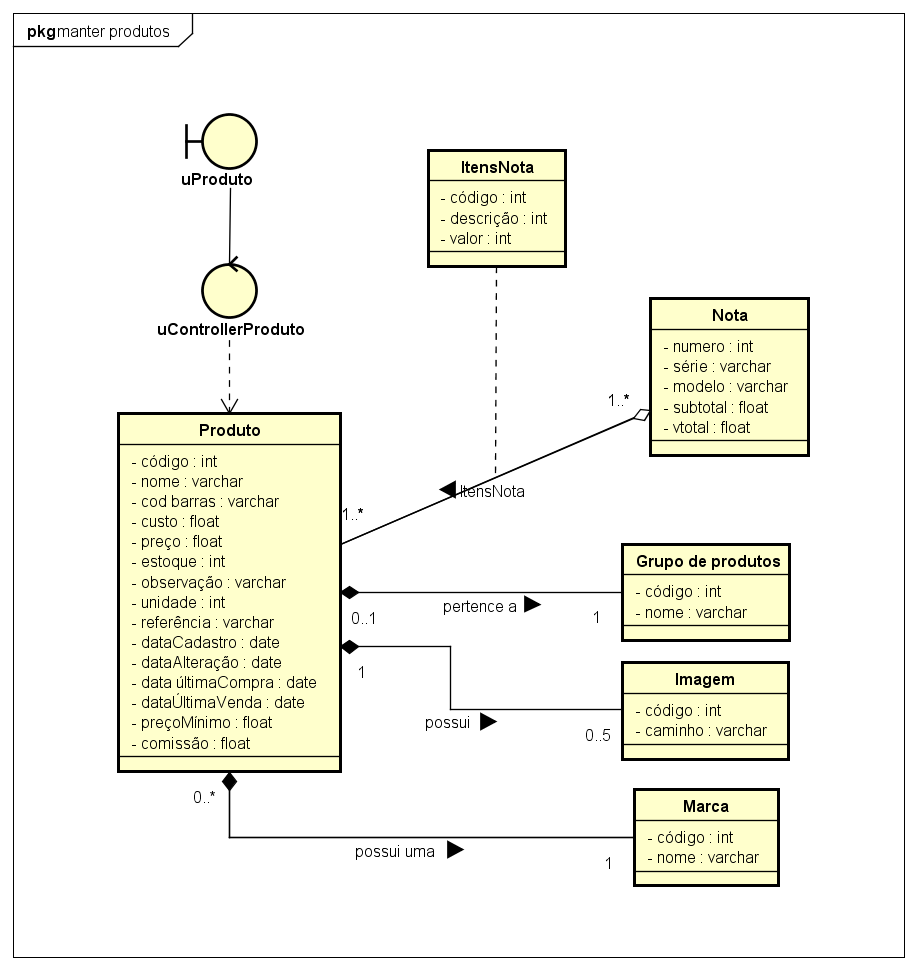 pkg manter produtos
uProduto
uControllerProduto
ItensNota
- código : int
- descrição : int
- valor : int
Nota
- numero : int
- série : varchar
- modelo : varchar
- subtotal : float
- vtotal : float
1..*
ItensNota
1..*
Produto
- código : int
- nome : varchar
- cod barras : varchar
- custo : float
- preço : float
- estoque : int
- observação : varchar
- unidade : int
- referência : varchar
- dataCadastro : date
- dataAlteração : date
- data últimaCompra : date
- dataÚltimaVenda : date
- preçoMínimo : float
- comissão : float
Grupo de produtos
- código : int
- nome : varchar
0..1
pertence a
1
Imagem
- código : int
- caminho : varchar
1
possui
0..5
Marca
- código : int
- nome : varchar
0..*
possui uma
1